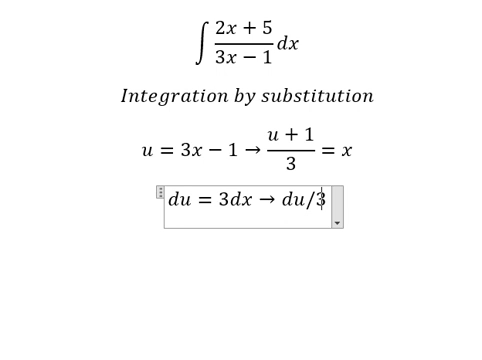 ∫ (2x + 5)/(3x − 1) dx
Integration by substitution
u = 3x − 1 → (u + 1)/3 = x
du = 3dx → du/3